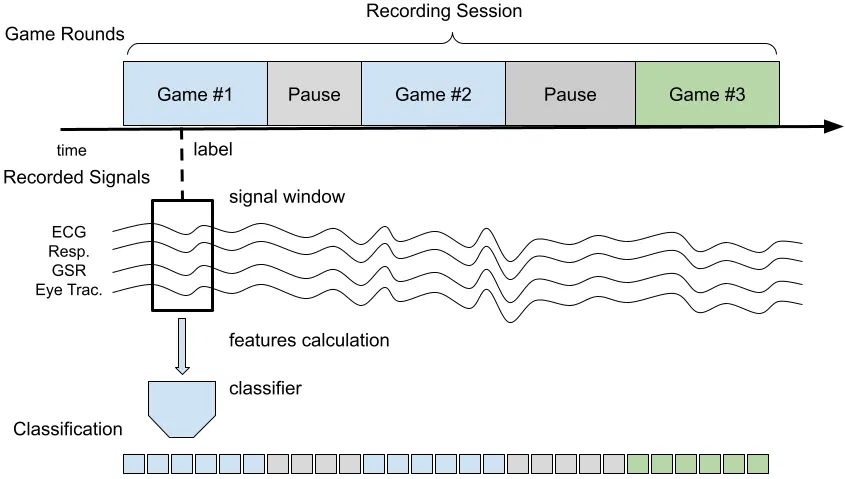 Recording Session
Game Rounds
Game #1
Pause
Game #2
Pause
Game #3
time
label
Recorded Signals
signal window
ECG
Resp.
GSR
Eye Trac.
features calculation
classifier
Classification